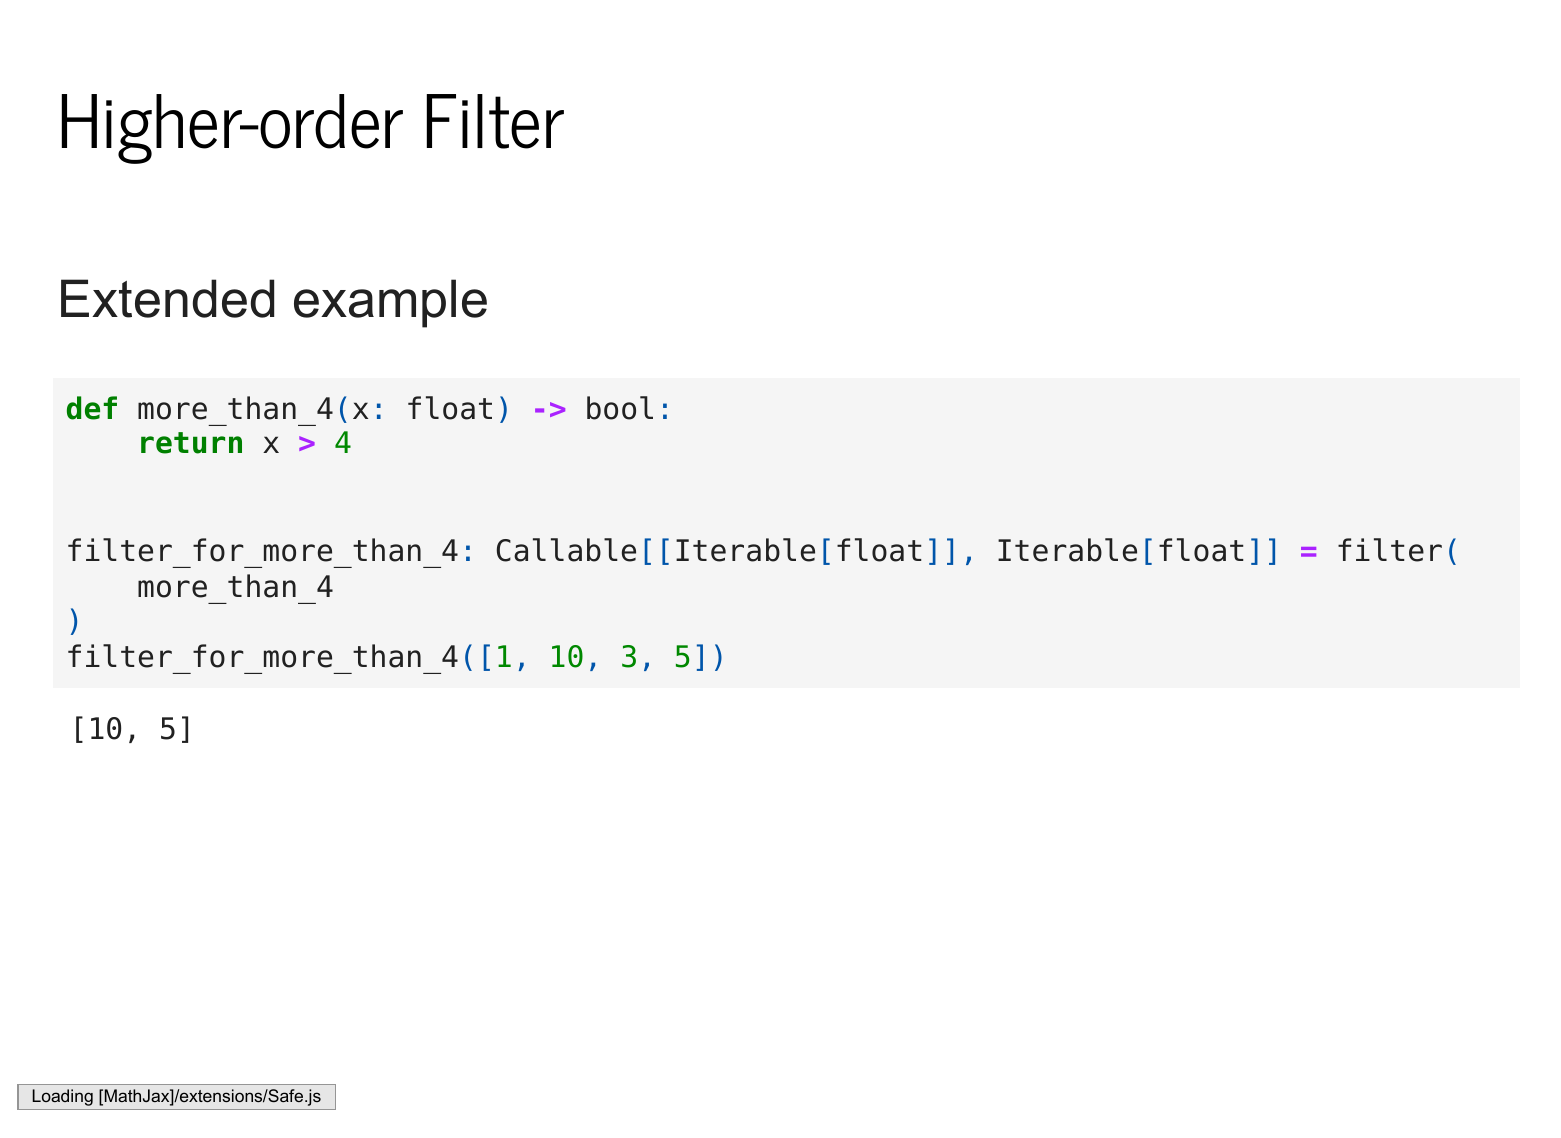 Higher-order Filter
Extended example
def more_than_4(x: float) -> bool:
    return x > 4
filter_for_more_than_4: Callable[[Iterable[float]], Iterable[float]] = filter(
    more_than_4
)
filter_for_more_than_4([1, 10, 3, 5])
[10, 5]
Loading [MathJax]/extensions/Safe.js